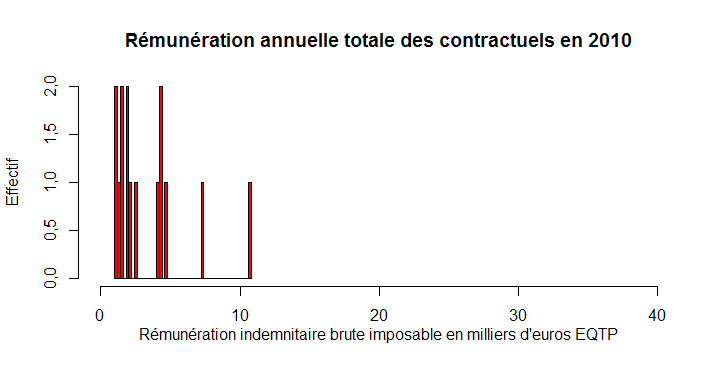 Rémunération annuelle totale des contractuels en 2010
Effectif
2,0
1,5
1,0
0,5
0,0
0 10 20 30 40
Rémunération indemnitaire brute imposable en milliers d'euros EQTP